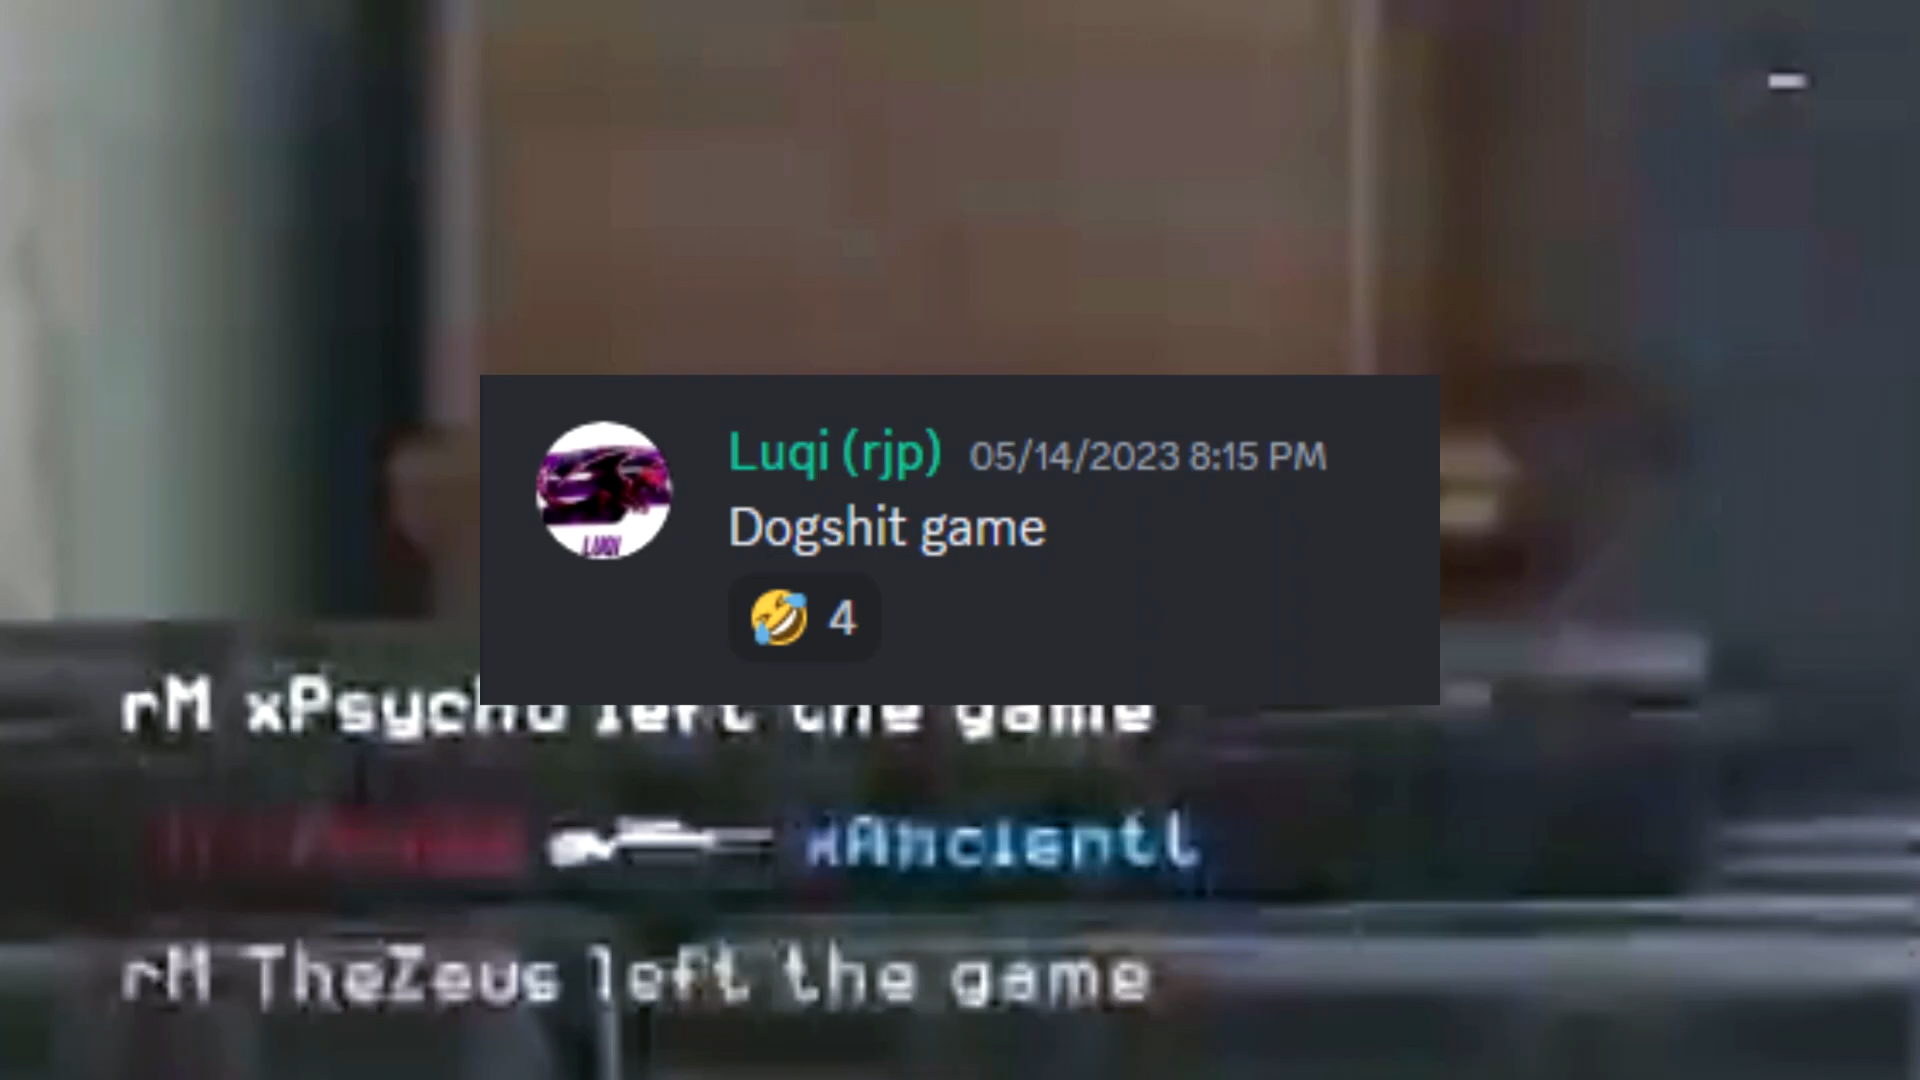 Luqi (rjp) 05/14/2023 8:15 PM
Dogshit game
🤣 4
LUQI
rM xPsycho left the game
xAncientl
rM TheZeus left the game